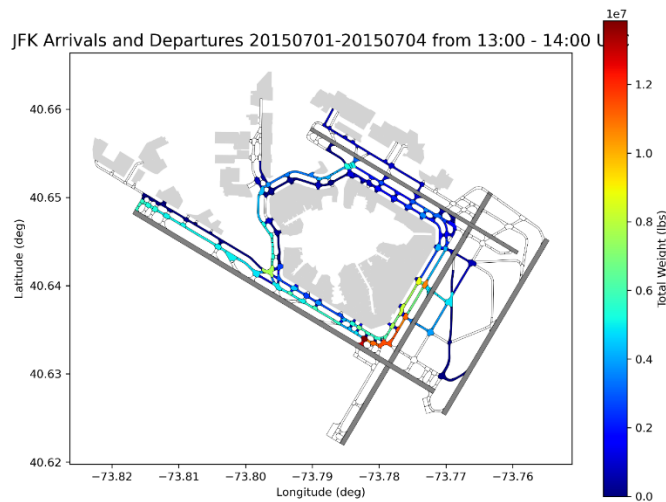 1e7
JFK Arrivals and Departures 20150701-20150704 from 13:00 - 14:00 U
40.66
40.65
40.64
40.63
40.62
Latitude (deg)
−73.82 −73.81 −73.80 −73.79 −73.78 −73.77 −73.76
Longitude (deg)
1.2
1.0
0.8
0.6
0.4
0.2
0.0
Total Weight (lbs)